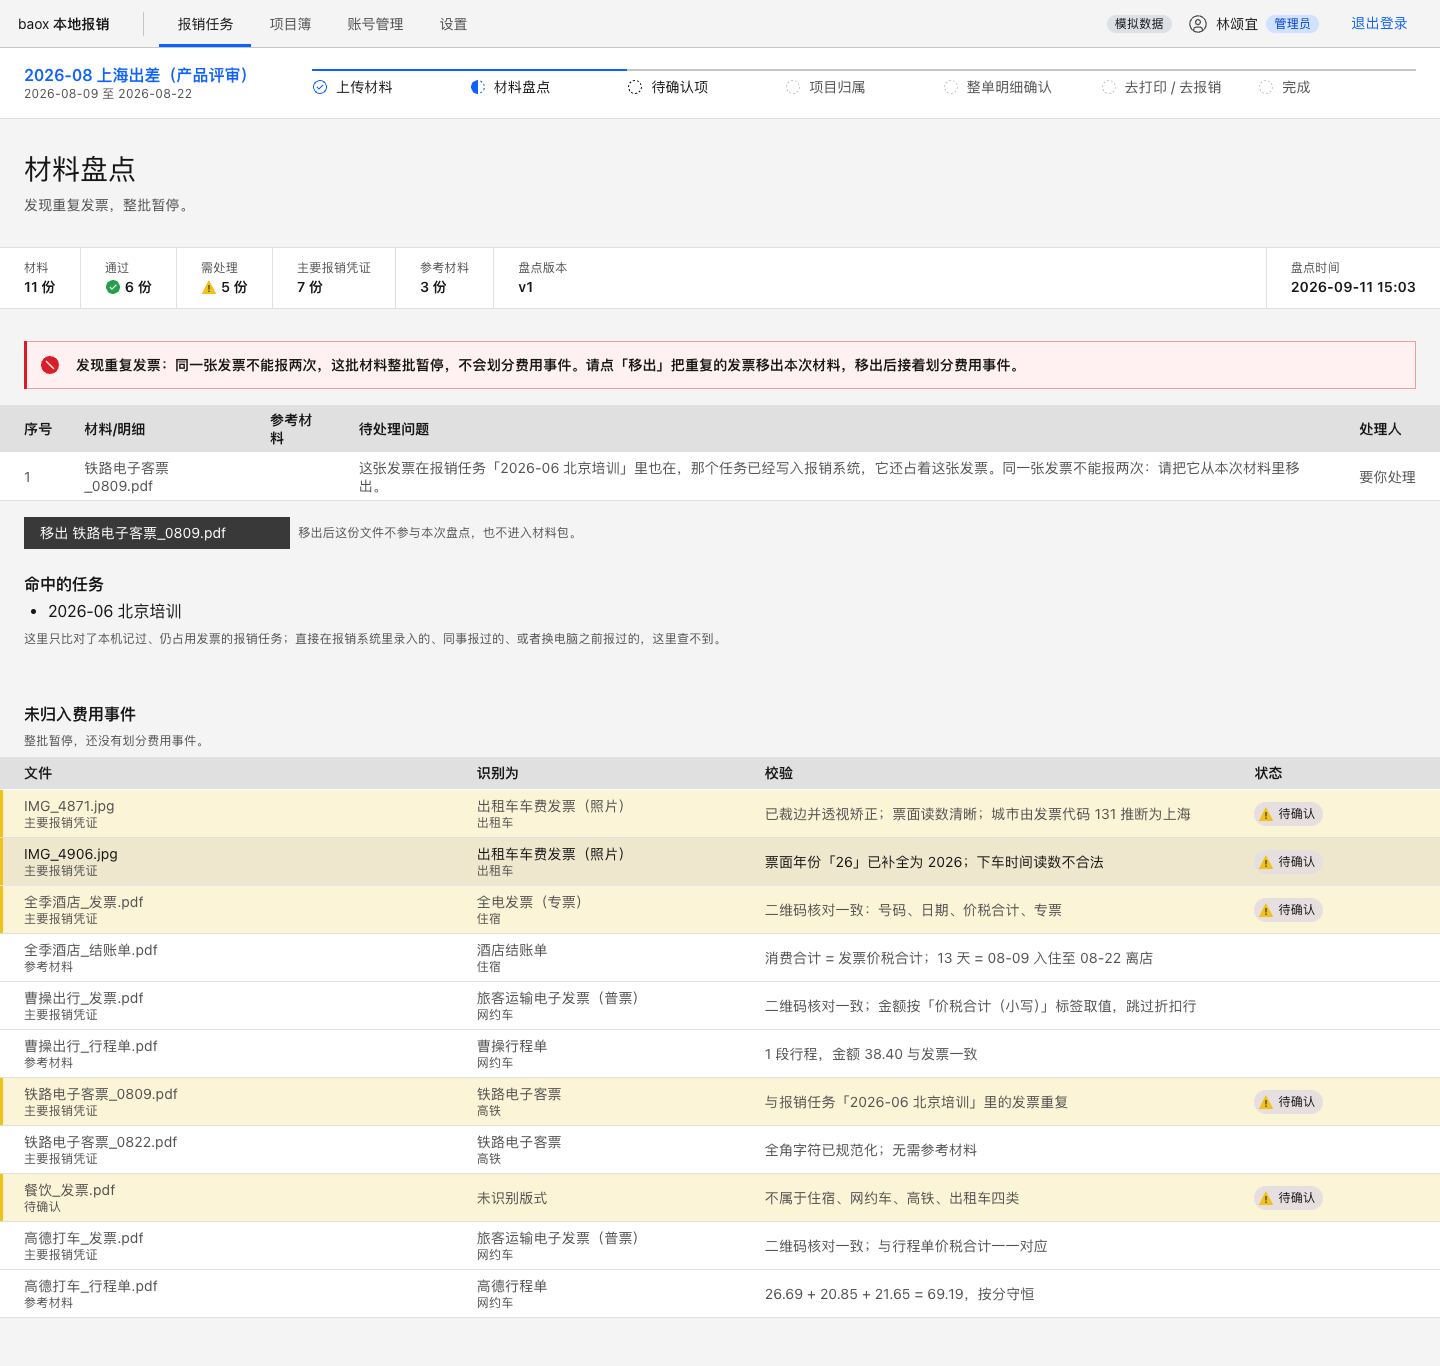 baox 本地报销
报销任务
项目簿
账号管理
设置
模拟数据
林颂宜
管理员
退出登录
2026-08 上海出差（产品评审）
2026-08-09 至 2026-08-22
上传材料
材料盘点
待确认项
项目归属
整单明细确认
去打印 / 去报销
完成
材料盘点
发现重复发票，整批暂停。
材料
11 份
通过
6 份
需处理
5 份
主要报销凭证
7 份
参考材料
3 份
盘点版本
v1
盘点时间
2026-09-11 15:03
发现重复发票：同一张发票不能报两次，这批材料整批暂停，不会划分费用事件。请点「移出」把重复的发票移出本次材料，移出后接着划分费用事件。
序号
材料/明细
参考材
料
待处理问题
处理人
1
铁路电子客票
_0809.pdf
这张发票在报销任务「2026-06 北京培训」里也在，那个任务已经写入报销系统，它还占着这张发票。同一张发票不能报两次：请把它从本次材料里移
出。
要你处理
移出 铁路电子客票_0809.pdf
移出后这份文件不参与本次盘点，也不进入材料包。
命中的任务
• 2026-06 北京培训
这里只比对了本机记过、仍占用发票的报销任务；直接在报销系统里录入的、同事报过的、或者换电脑之前报过的，这里查不到。
未归入费用事件
整批暂停，还没有划分费用事件。
文件
识别为
校验
状态
IMG_4871.jpg
主要报销凭证
出租车车费发票（照片）
出租车
已裁边并透视矫正；票面读数清晰；城市由发票代码 131 推断为上海
待确认
IMG_4906.jpg
主要报销凭证
出租车车费发票（照片）
出租车
票面年份「26」已补全为 2026；下车时间读数不合法
待确认
全季酒店_发票.pdf
主要报销凭证
全电发票（专票）
住宿
二维码核对一致：号码、日期、价税合计、专票
待确认
全季酒店_结账单.pdf
参考材料
酒店结账单
住宿
消费合计 = 发票价税合计；13 天 = 08-09 入住至 08-22 离店
曹操出行_发票.pdf
主要报销凭证
旅客运输电子发票（普票）
网约车
二维码核对一致；金额按「价税合计（小写）」标签取值，跳过折扣行
曹操出行_行程单.pdf
参考材料
曹操行程单
网约车
1 段行程，金额 38.40 与发票一致
铁路电子客票_0809.pdf
主要报销凭证
铁路电子客票
高铁
与报销任务「2026-06 北京培训」里的发票重复
待确认
铁路电子客票_0822.pdf
主要报销凭证
铁路电子客票
高铁
全角字符已规范化；无需参考材料
餐饮_发票.pdf
待确认
未识别版式
不属于住宿、网约车、高铁、出租车四类
待确认
高德打车_发票.pdf
主要报销凭证
旅客运输电子发票（普票）
网约车
二维码核对一致；与行程单价税合计一一对应
高德打车_行程单.pdf
参考材料
高德行程单
网约车
26.69 + 20.85 + 21.65 = 69.19，按分守恒